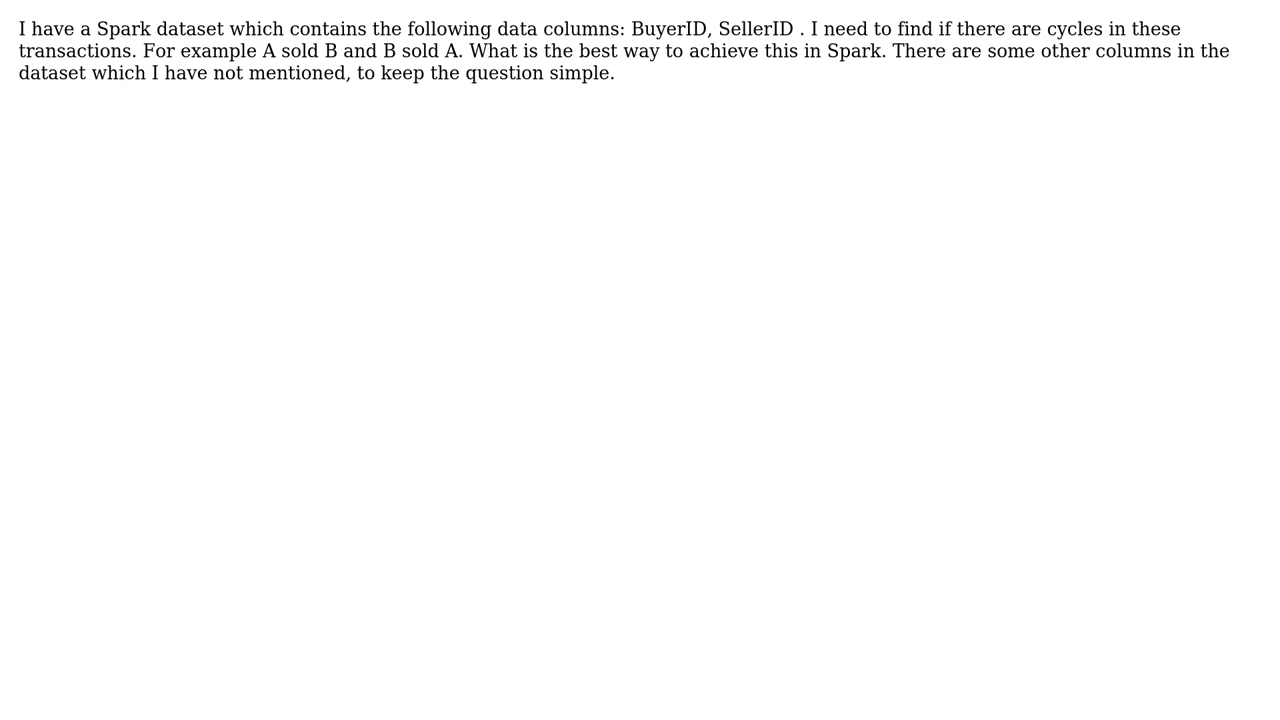 I have a Spark dataset which contains the following data columns: BuyerID, SellerID . I need to find if there are cycles in these
transactions. For example A sold B and B sold A. What is the best way to achieve this in Spark. There are some other columns in the
dataset which I have not mentioned, to keep the question simple.